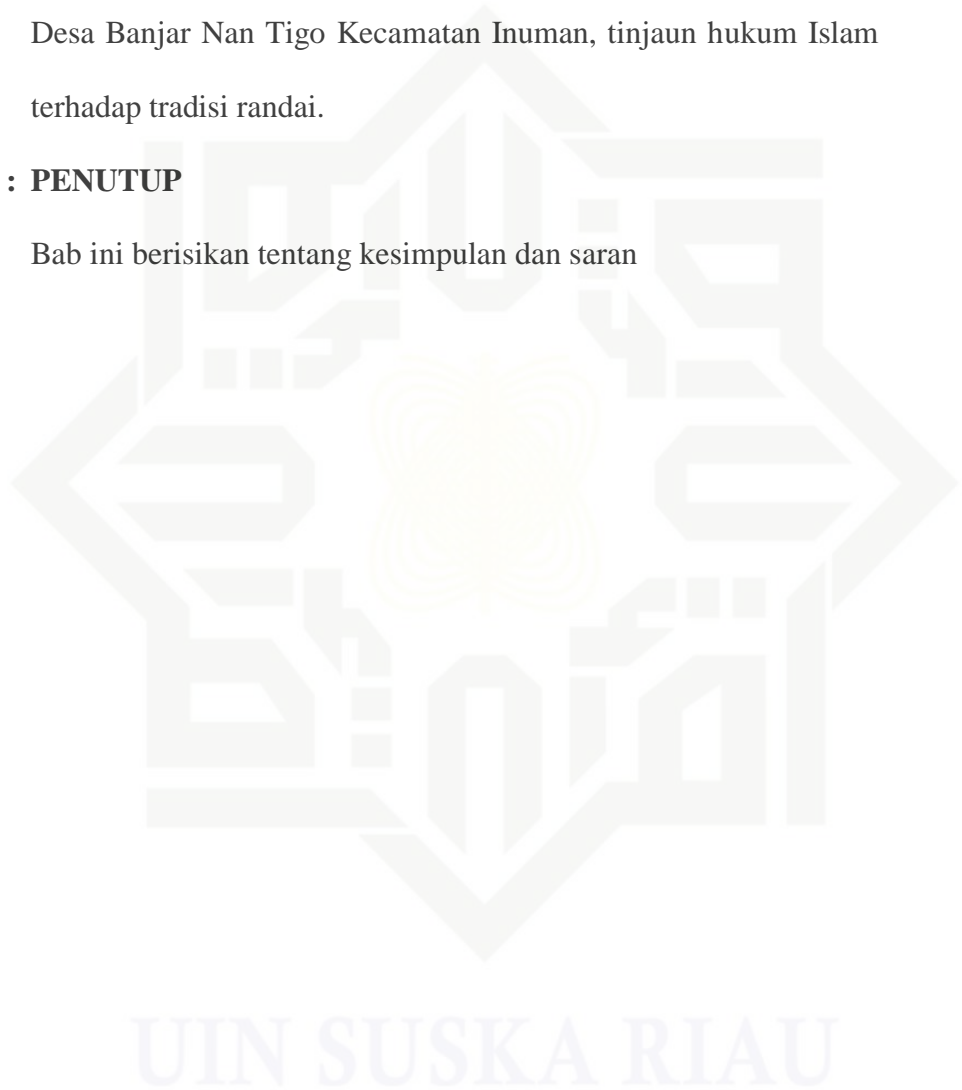 Desa Banjar Nan Tigo Kecamatan Inuman, tinjaun hukum Islam
terhadap tradisi randai.
: PENUTUP
Bab ini berisikan tentang kesimpulan dan saran
UIN SUSKA RIAU